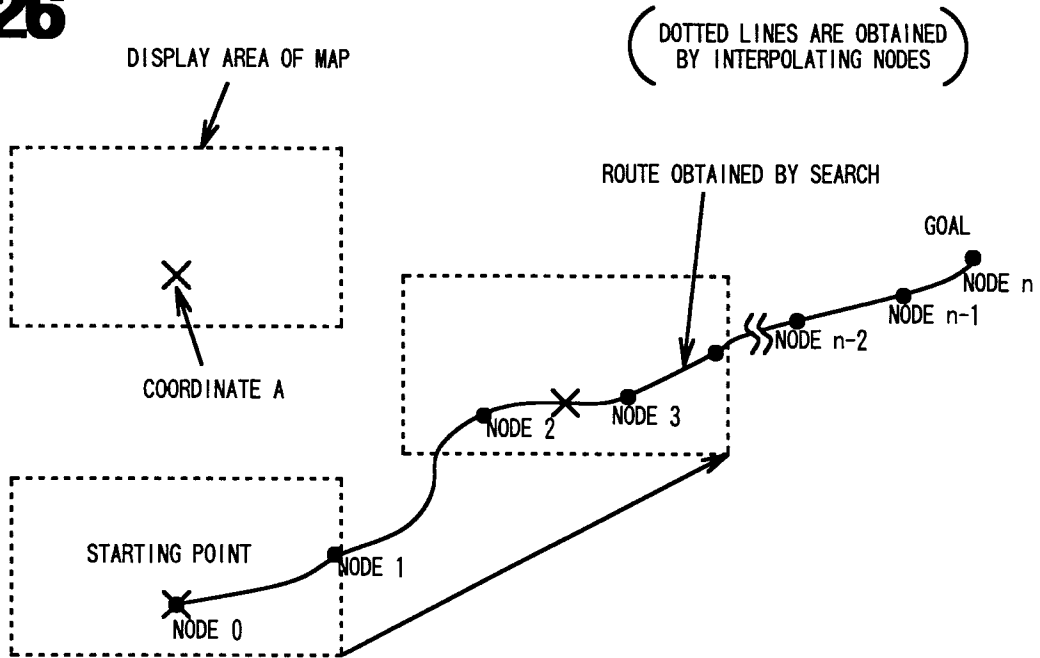 26
DOTTED LINES ARE OBTAINED
BY INTERPOLATING NODES
DISPLAY AREA OF MAP
ROUTE OBTAINED BY SEARCH
GOAL
NODE n
NODE n-1
NODE n-2
COORDINATE A
NODE 3
NODE 2
STARTING POINT
NODE 1
NODE 0